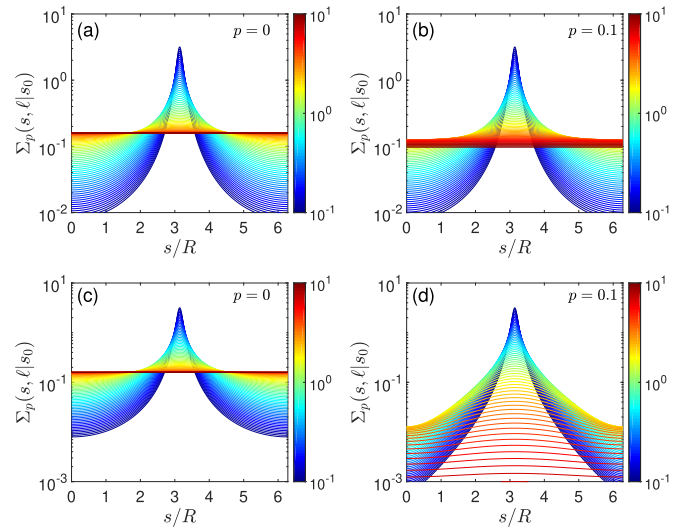 (a) p = 0
10^1
10^0
10^-1
10^-2
Σ_p(s, ℓ|s_0)
0 1 2 3 4 5 6
s/R
10^1
10^0
10^-1
(b) p = 0.1
10^1
10^0
10^-1
10^-2
Σ_p(s, ℓ|s_0)
0 1 2 3 4 5 6
s/R
10^1
10^0
10^-1
(c) p = 0
10^1
10^-1
10^-3
Σ_p(s, ℓ|s_0)
0 1 2 3 4 5 6
s/R
10^1
10^0
10^-1
(d) p = 0.1
10^1
10^-1
10^-3
Σ_p(s, ℓ|s_0)
0 1 2 3 4 5 6
s/R
10^1
10^0
10^-1